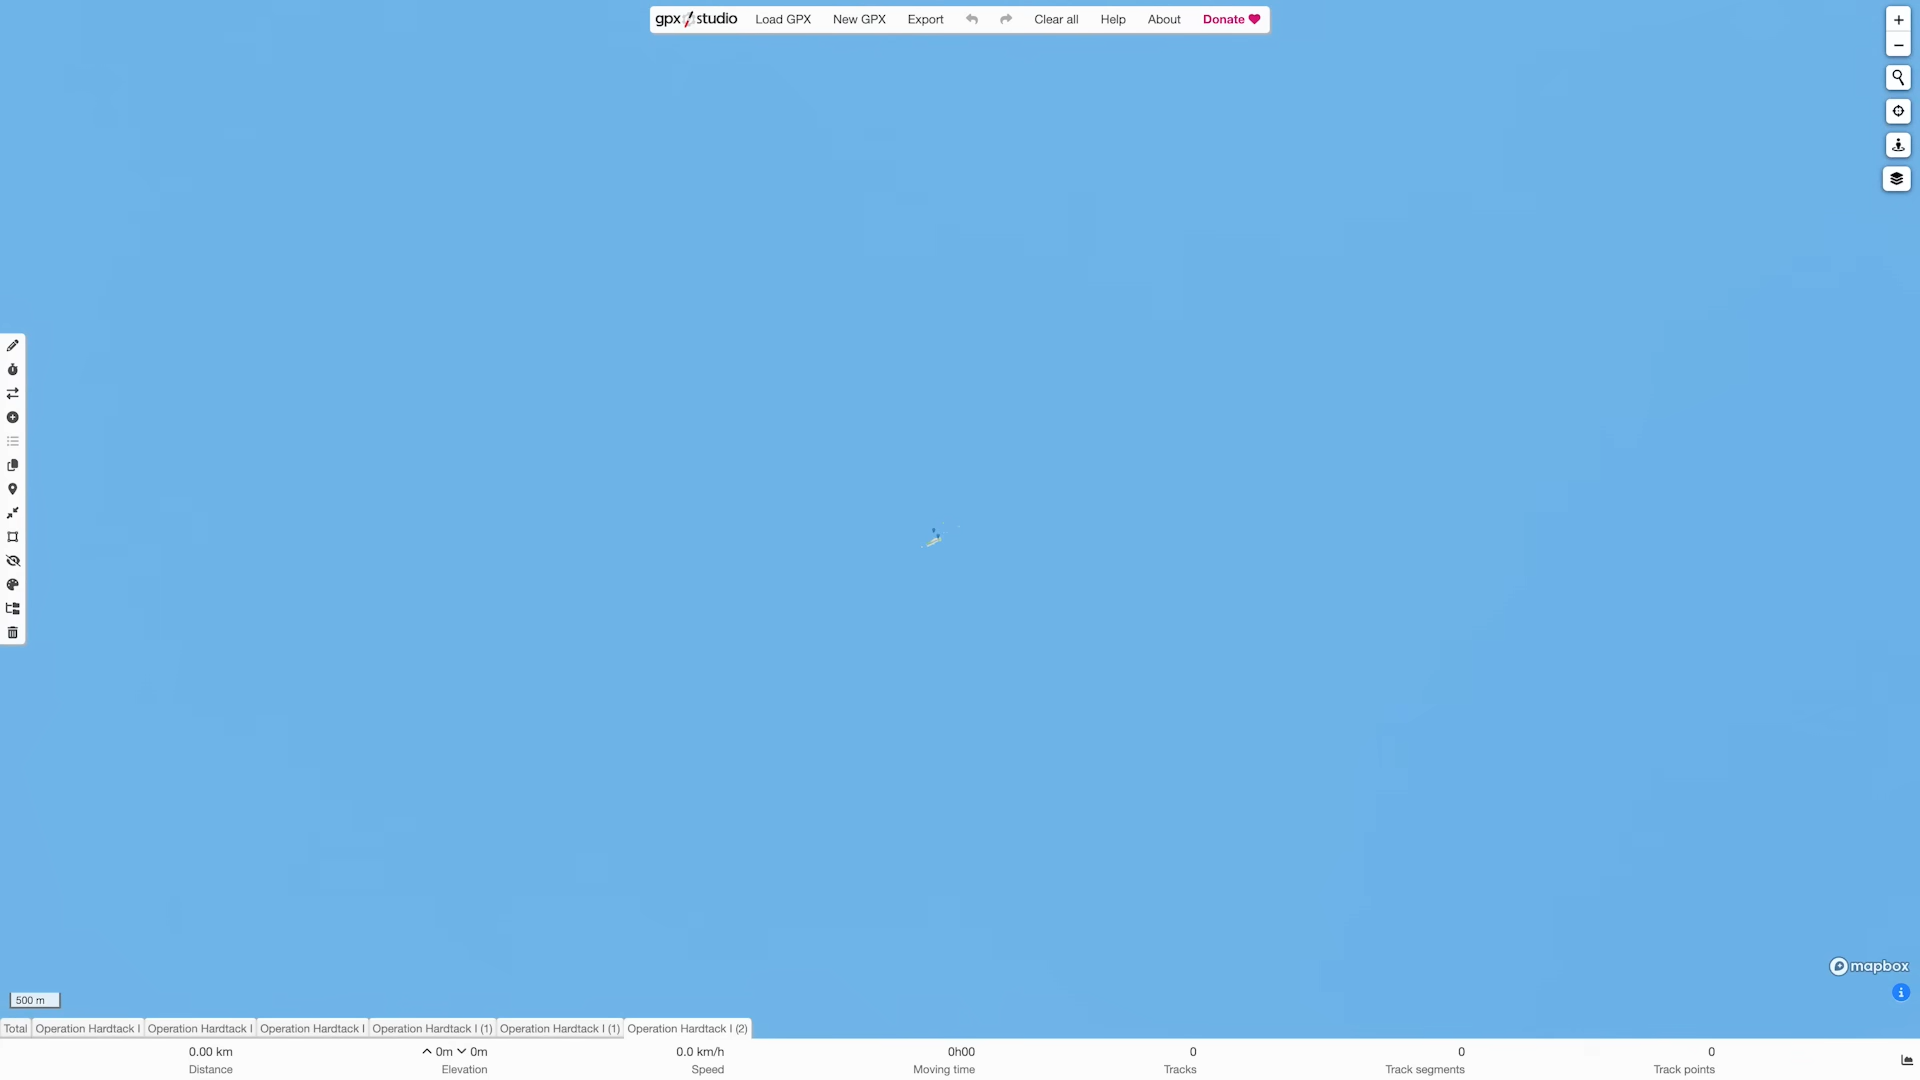 gpx studio Load GPX New GPX Export Clear all Help About Donate
mapbox
500 m
Total Operation Hardtack I Operation Hardtack I Operation Hardtack I Operation Hardtack I (1) Operation Hardtack I (1) Operation Hardtack I (2)
0.00 km 0m 0m 0.0 km/h 0h00 0 0 0
Distance Elevation Speed Moving time Tracks Track segments Track points